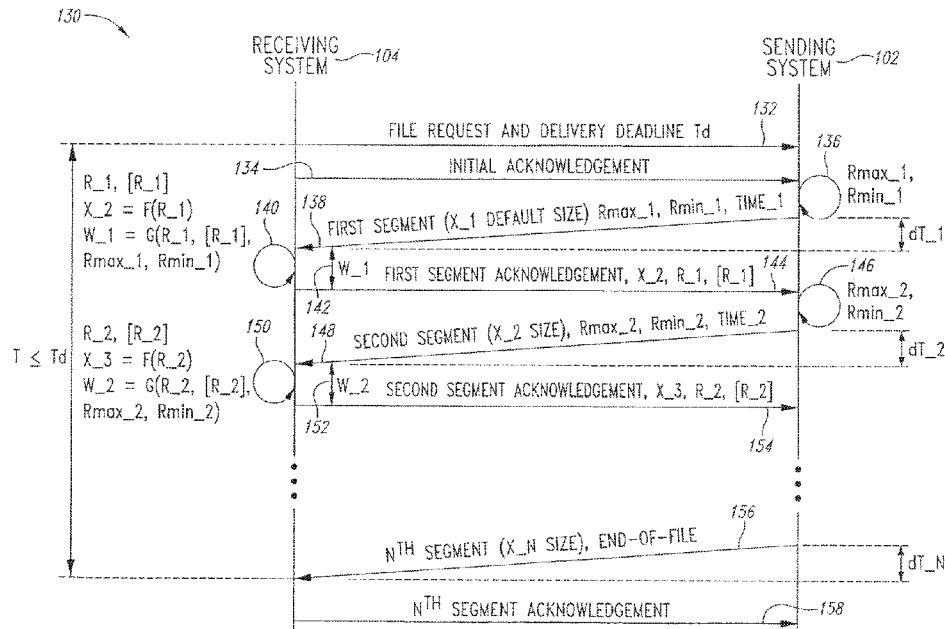 130
RECEIVING
SYSTEM
104
SENDING
SYSTEM
102
FILE REQUEST AND DELIVERY DEADLINE Td
132
134
INITIAL ACKNOWLEDGEMENT
136
Rmax_1,
Rmin_1
R_1, [R_1]
X_2 = F(R_1)
W_1 = G(R_1, [R_1],
Rmax_1, Rmin_1)
140
138
FIRST SEGMENT (X_1 DEFAULT SIZE) Rmax_1, Rmin_1, TIME_1
dT_1
W_1
142
FIRST SEGMENT ACKNOWLEDGEMENT, X_2, R_1, [R_1]
144
146
Rmax_2,
Rmin_2
T ≤ Td
R_2, [R_2]
X_3 = F(R_2)
W_2 = G(R_2, [R_2],
Rmax_2, Rmin_2)
150
148
SECOND SEGMENT (X_2 SIZE), Rmax_2, Rmin_2, TIME_2
dT_2
W_2
152
SECOND SEGMENT ACKNOWLEDGEMENT, X_3, R_2, [R_2]
154
156
NTH SEGMENT (X_N SIZE), END-OF-FILE
dT_N
NTH SEGMENT ACKNOWLEDGEMENT
158